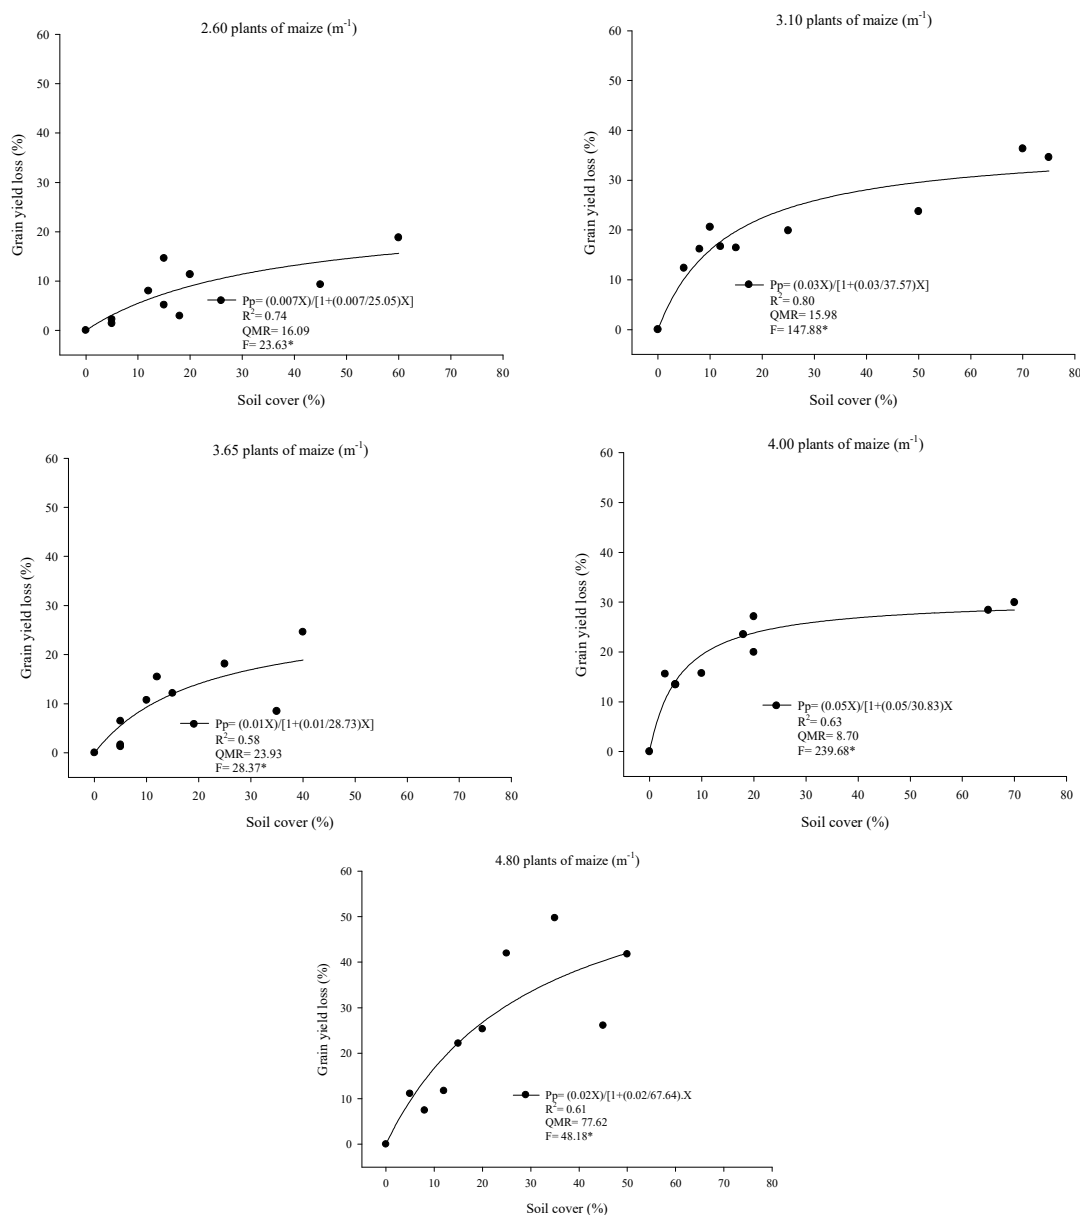 2.60 plants of maize (m⁻¹)
60
50
40
30
20
10
0
Grain yield loss (%)
Pp= (0.007X)/[1+(0.007/25.05)X]
R²= 0.74
QMR= 16.09
F= 23.63*
0 10 20 30 40 50 60 70 80
Soil cover (%)
3.10 plants of maize (m⁻¹)
60
50
40
30
20
10
0
Grain yield loss (%)
Pp= (0.03X)/[1+(0.03/37.57)X]
R²= 0.80
QMR= 15.98
F= 147.88*
0 10 20 30 40 50 60 70 80
Soil cover (%)
3.65 plants of maize (m⁻¹)
60
50
40
30
20
10
0
Grain yield loss (%)
Pp= (0.01X)/[1+(0.01/28.73)X]
R²= 0.58
QMR= 23.93
F= 28.37*
0 10 20 30 40 50 60 70 80
Soil cover (%)
4.00 plants of maize (m⁻¹)
60
50
40
30
20
10
0
Grain yield loss (%)
Pp= (0.05X)/[1+(0.05/30.83)X
R²= 0.63
QMR= 8.70
F= 239.68*
0 10 20 30 40 50 60 70 80
Soil cover (%)
4.80 plants of maize (m⁻¹)
60
50
40
30
20
10
0
Grain yield loss (%)
Pp= (0.02X)/[1+(0.02/67.64).X
R²= 0.61
QMR= 77.62
F= 48.18*
0 10 20 30 40 50 60 70 80
Soil cover (%)